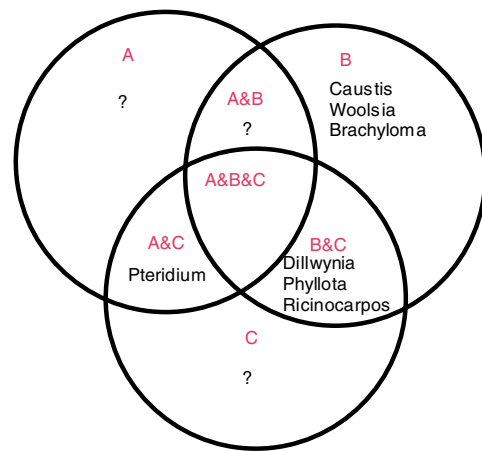 A
?
A&B
?
B
Caustis
Woolsia
Brachyloma
A&B&C
A&C
Pteridium
B&C
Dillwynia
Phyllota
Ricinocarpos
C
?